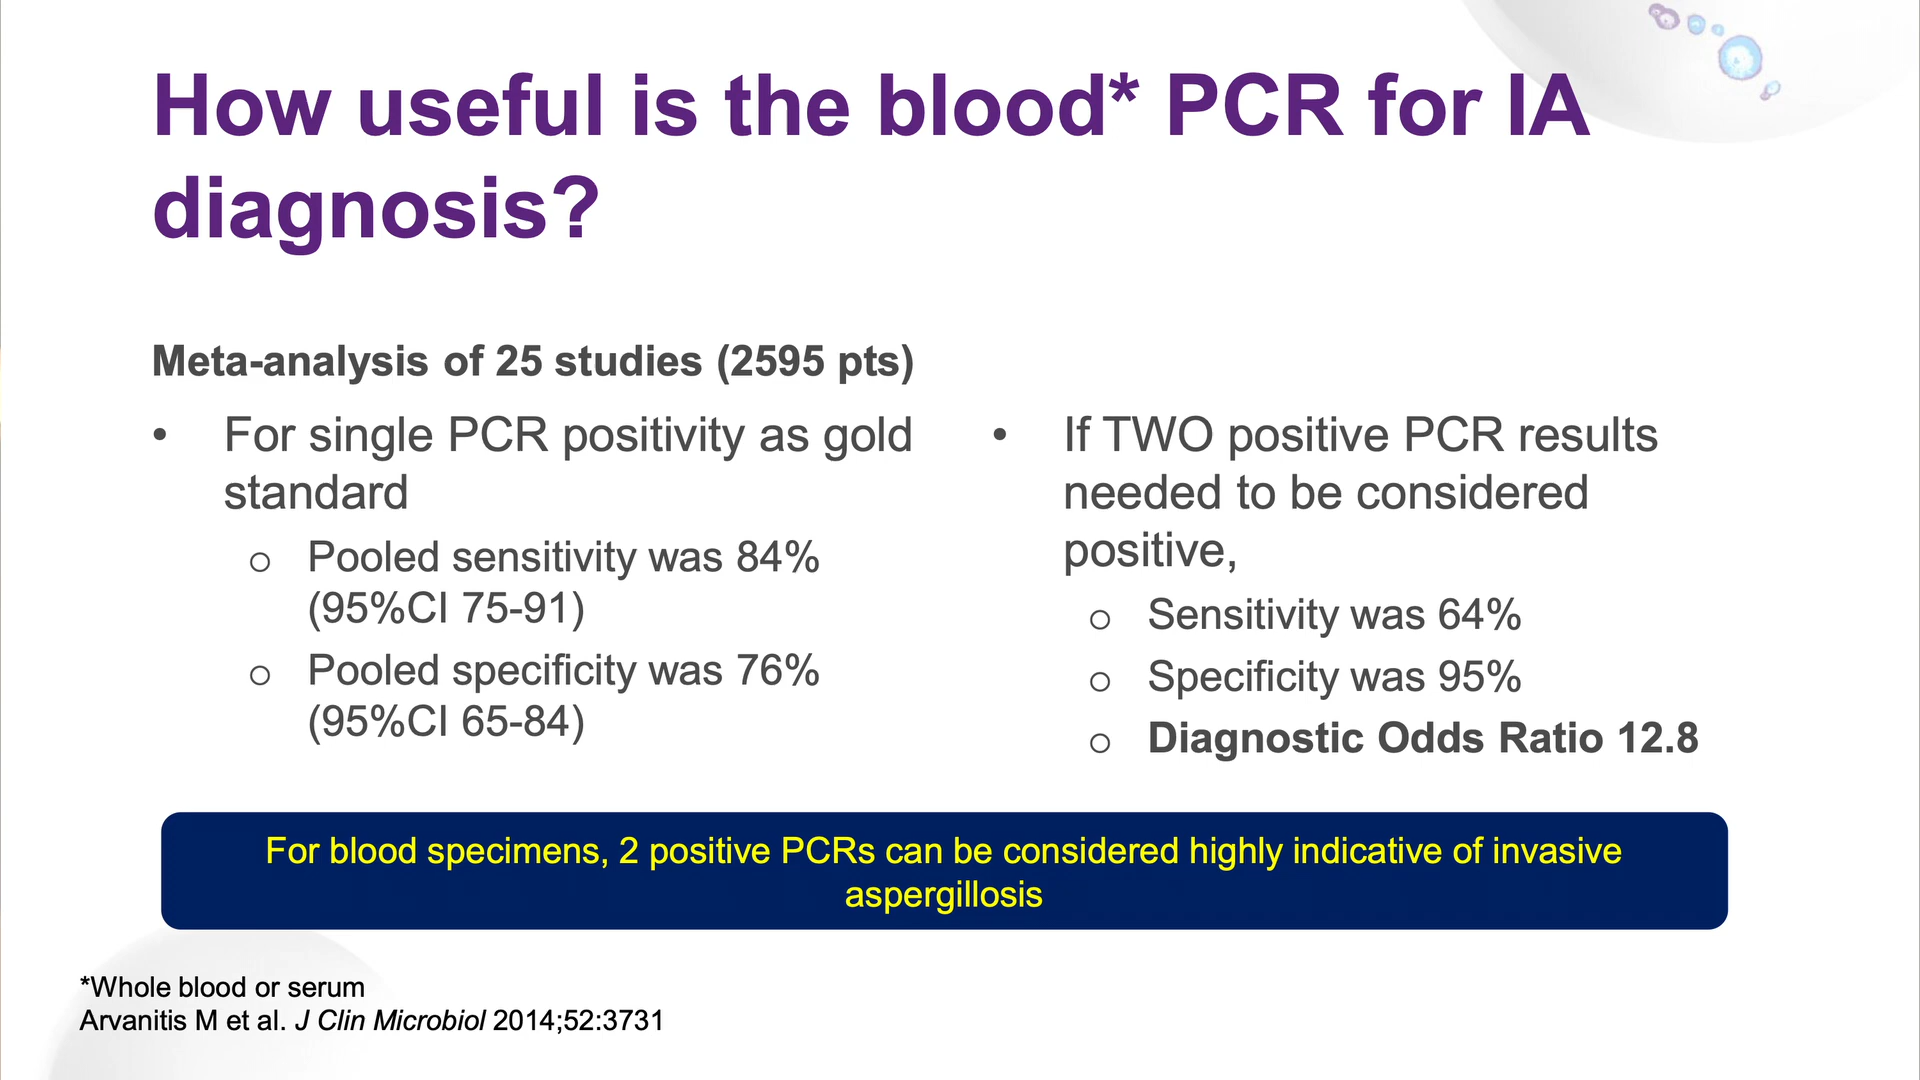 How useful is the blood* PCR for IA
diagnosis?
Meta-analysis of 25 studies (2595 pts)
• For single PCR positivity as gold
standard
o Pooled sensitivity was 84%
(95%CI 75-91)
o Pooled specificity was 76%
(95%CI 65-84)
• If TWO positive PCR results
needed to be considered
positive,
o Sensitivity was 64%
o Specificity was 95%
o Diagnostic Odds Ratio 12.8
For blood specimens, 2 positive PCRs can be considered highly indicative of invasive
aspergillosis
*Whole blood or serum
Arvanitis M et al. J Clin Microbiol 2014;52:3731